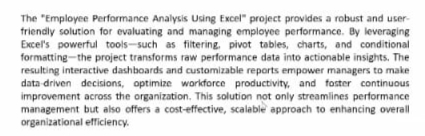 The "Employee Performance Analysis Using Excel" project provides a robust and user-
friendly solution for evaluating and managing employee performance. By leveraging
Excel's powerful tools—such as filtering, pivot tables, charts, and conditional
formatting—the project transforms raw performance data into actionable insights. The
resulting interactive dashboards and customizable reports empower managers to make
data-driven decisions, optimize workforce productivity, and foster continuous
improvement across the organization. This solution not only streamlines performance
management but also offers a cost-effective, scalable approach to enhancing overall
organizational efficiency.